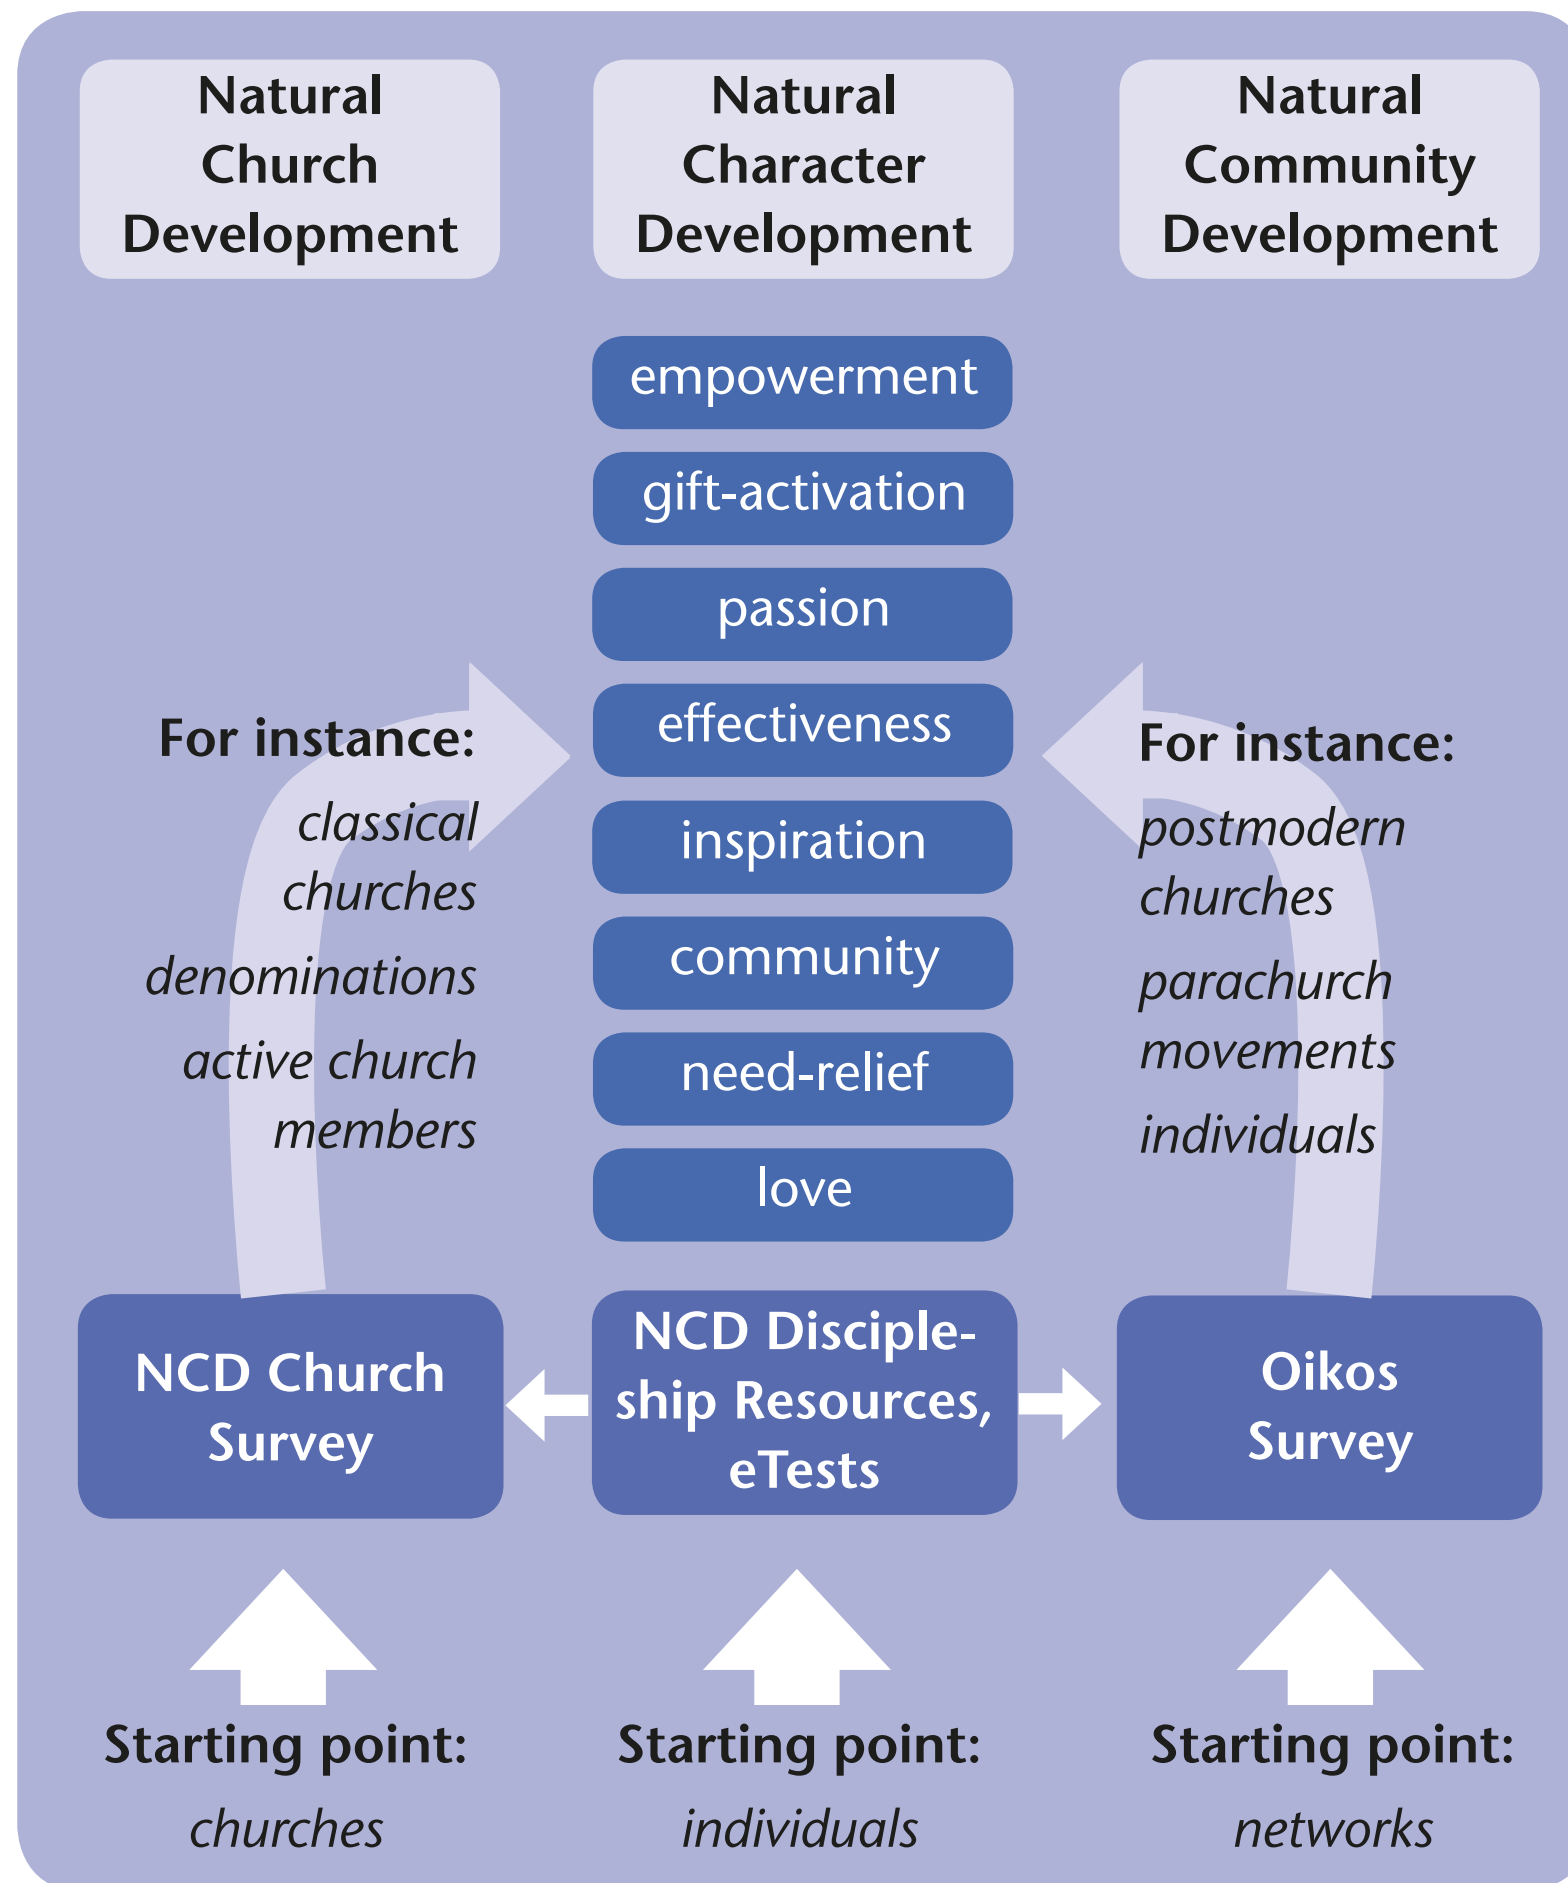 Natural
Church
Development
Natural
Character
Development
Natural
Community
Development
empowerment
gift-activation
passion
effectiveness
inspiration
community
need-relief
love
For instance:
classical
churches
denominations
active church
members
For instance:
postmodern
churches
parachurch
movements
individuals
NCD Church
Survey
NCD Disciple-
ship Resources,
eTests
Oikos
Survey
Starting point:
churches
Starting point:
individuals
Starting point:
networks